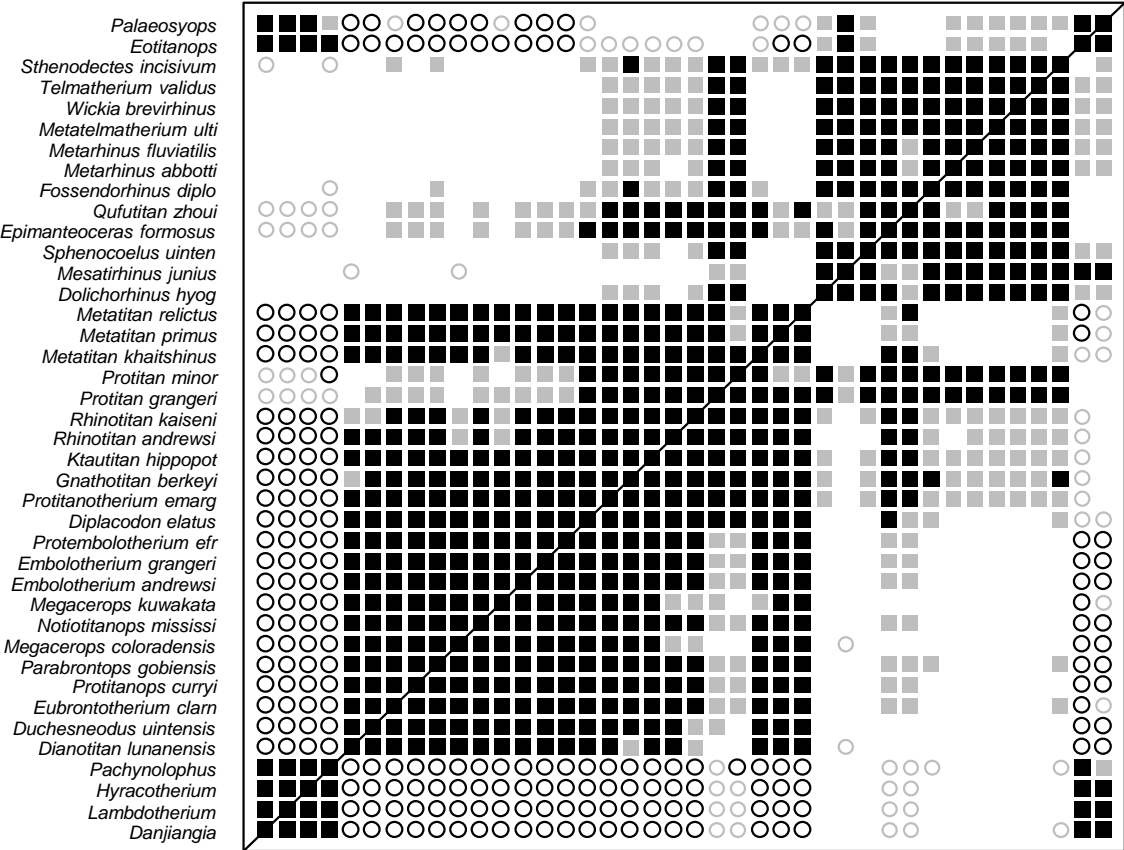 Palaeosyops
Eotitanops
Sthenodectes incisivum
Telmatherium validus
Wickia brevirhinus
Metatelmatherium ulti
Metarhinus fluviatilis
Metarhinus abbotti
Fossendorhinus diplo
Qufutitan zhoui
Epimanteoceras formosus
Sphenocoelus uinten
Mesatirhinus junius
Dolichorhinus hyog
Metatitan relictus
Metatitan primus
Metatitan khaitshinus
Protitan minor
Protitan grangeri
Rhinotitan kaiseni
Rhinotitan andrewsi
Ktautitan hippopot
Gnathotitan berkeyi
Protitanotherium emarg
Diplacodon elatus
Protembolotherium efr
Embolotherium grangeri
Embolotherium andrewsi
Megacerops kuwakata
Notiotitanops mississi
Megacerops coloradensis
Parabrontops gobiensis
Protitanops curryi
Eubrontotherium clarn
Duchesneodus uintensis
Dianotitan lunanensis
Pachynolophus
Hyracotherium
Lambdotherium
Danjiangia